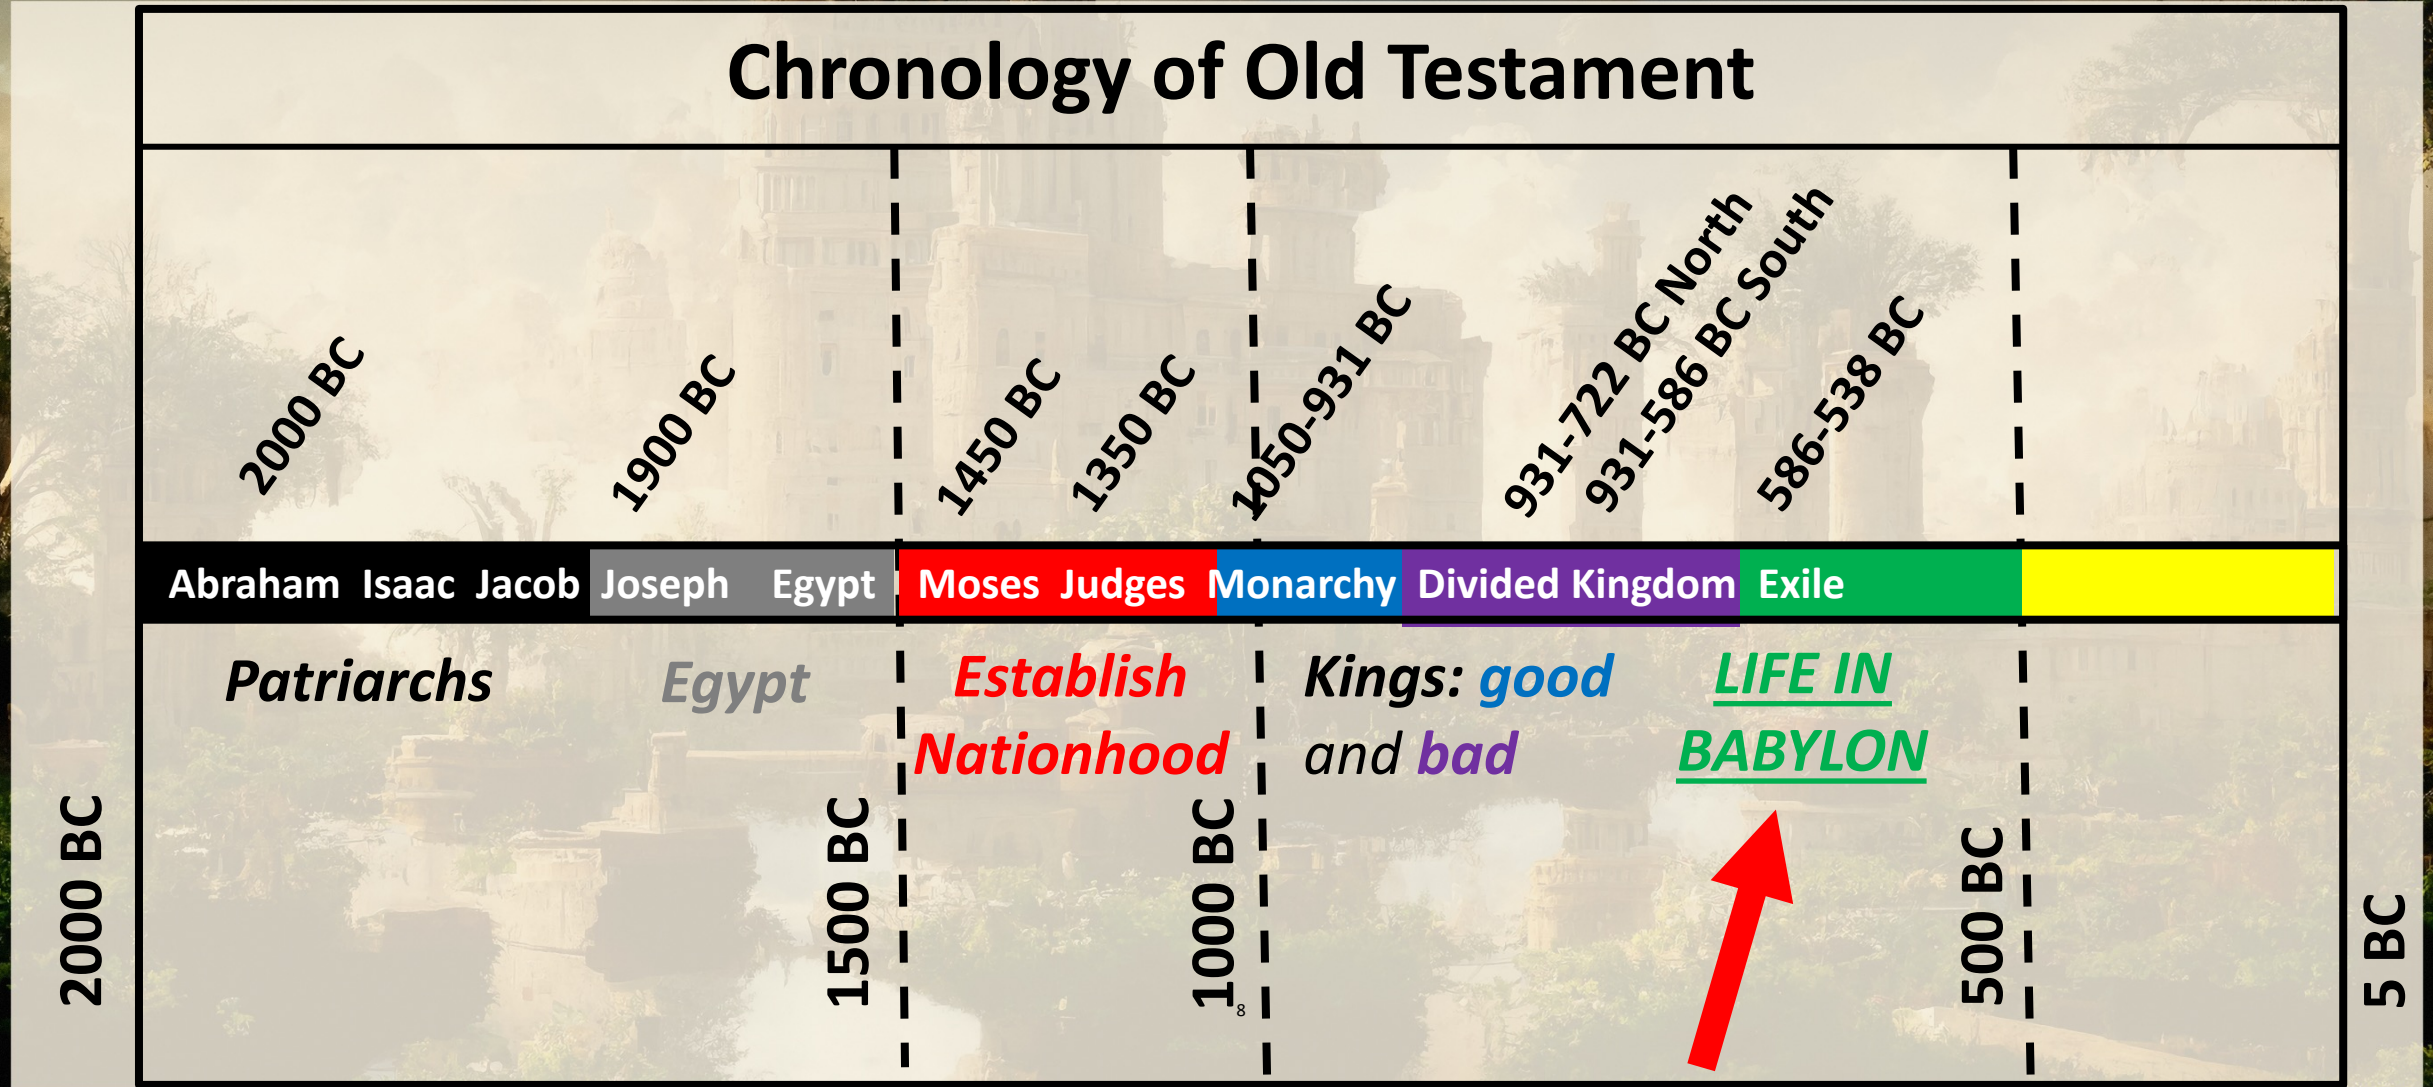 Chronology of Old Testament
2000 BC
1900 BC
1450 BC
1350 BC
1050-931 BC
931-722 BC North
931-586 BC South
586-538 BC
Abraham Isaac Jacob Joseph Egypt Moses Judges Monarchy Divided Kingdom Exile
Patriarchs
Egypt
Establish
Nationhood
Kings: good
and bad
LIFE IN
BABYLON
2000 BC
1500 BC
1000 BC
500 BC
5 BC
8